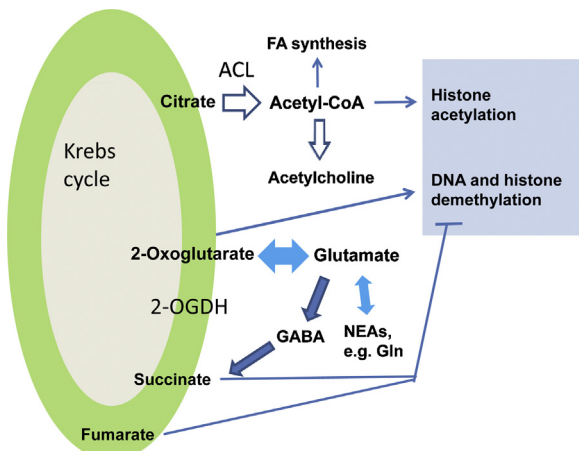 FA synthesis
ACL
Citrate
Acetyl-CoA
Histone
acetylation
Krebs
cycle
Acetylcholine
DNA and histone
demethylation
2-Oxoglutarate
Glutamate
2-OGDH
GABA
NEAs,
e.g. Gln
Succinate
Fumarate